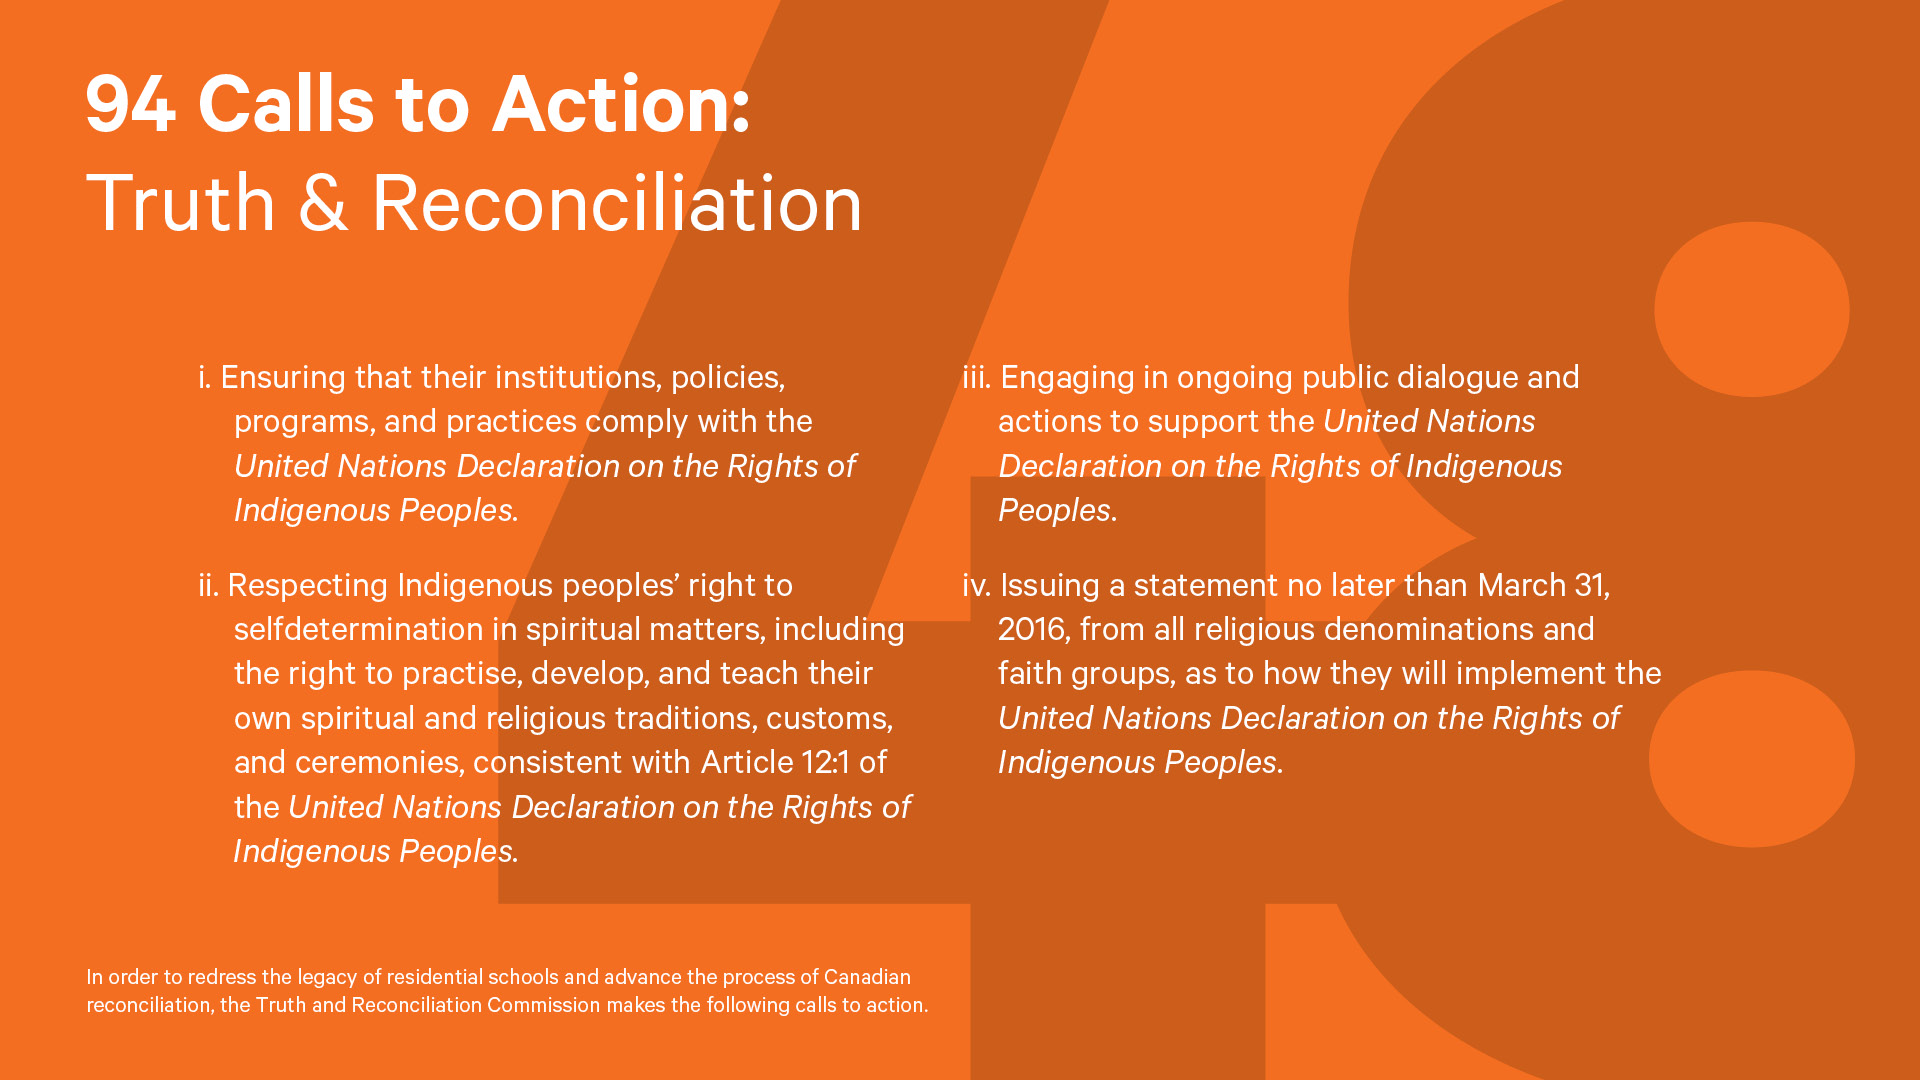 94 Calls to Action:
Truth & Reconciliation
i. Ensuring that their institutions, policies,
programs, and practices comply with the
United Nations Declaration on the Rights of
Indigenous Peoples.
ii. Respecting Indigenous peoples’ right to
selfdetermination in spiritual matters, including
the right to practise, develop, and teach their
own spiritual and religious traditions, customs,
and ceremonies, consistent with Article 12:1 of
the United Nations Declaration on the Rights of
Indigenous Peoples.
iii. Engaging in ongoing public dialogue and
actions to support the United Nations
Declaration on the Rights of Indigenous
Peoples.
iv. Issuing a statement no later than March 31,
2016, from all religious denominations and
faith groups, as to how they will implement the
United Nations Declaration on the Rights of
Indigenous Peoples.
48
In order to redress the legacy of residential schools and advance the process of Canadian
reconciliation, the Truth and Reconciliation Commission makes the following calls to action.